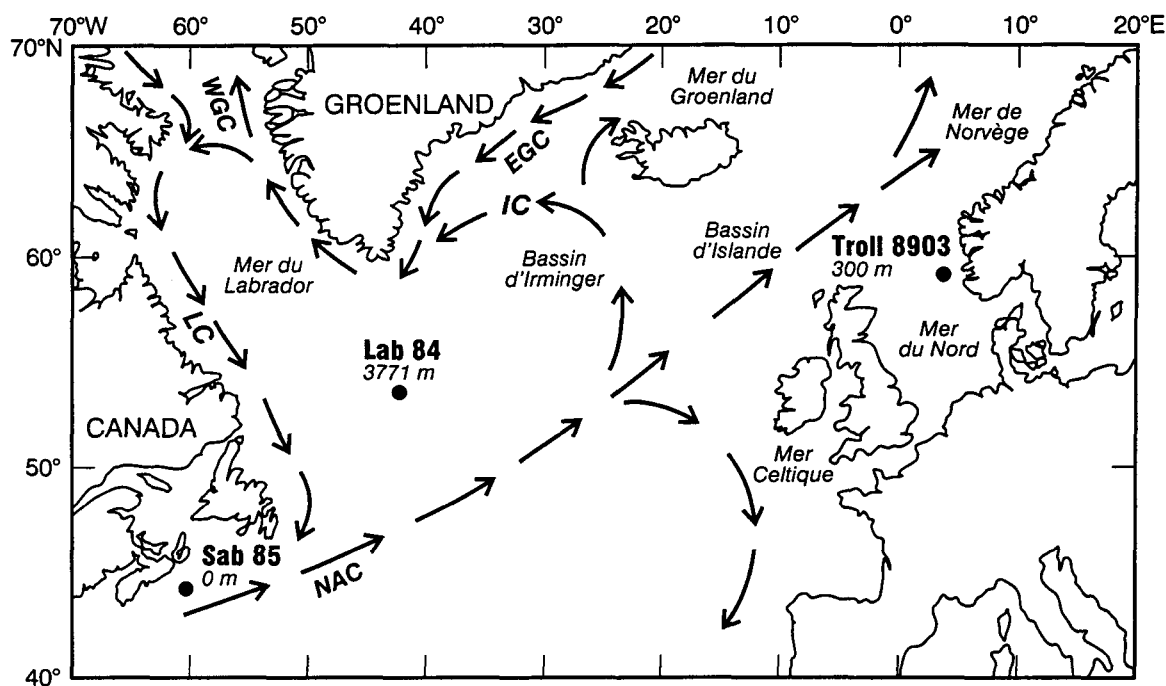 70°W 60° 50° 40° 30° 20° 10° 0° 10° 20°E
70°N
WGC
GROENLAND
Mer du
Groenland
Mer de
Norvège
EGC
IC
Bassin
d'Irminger
Bassin
d'Islande
Troll 8903
300 m
60°
Mer du
Labrador
LC
Lab 84
3771 m
Mer
du Nord
CANADA
50°
Mer
Celtique
Sab 85
0 m
NAC
40°